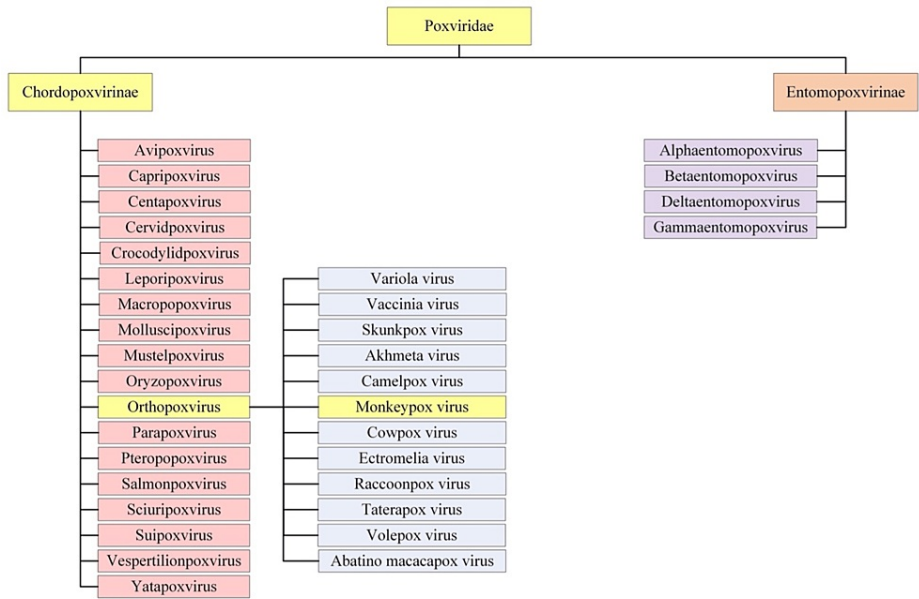 Poxviridae
Chordopoxvirinae
Entomopoxvirinae
Avipoxvirus
Capripoxvirus
Centapoxvirus
Cervidpoxvirus
Crocodylidpoxvirus
Leporipoxvirus
Macropopoxvirus
Molluscipoxvirus
Mustelpoxvirus
Oryzopoxvirus
Orthopoxvirus
Parapoxvirus
Pteropopoxvirus
Salmonpoxvirus
Sciuripoxvirus
Suipoxvirus
Vespertilionpoxvirus
Yatapoxvirus
Variola virus
Vaccinia virus
Skunkpox virus
Akhmeta virus
Camelpox virus
Monkeypox virus
Cowpox virus
Ectromelia virus
Raccoonpox virus
Taterapox virus
Volepox virus
Abatino macacapox virus
Alphaentomopoxvirus
Betaentomopoxvirus
Deltaentomopoxvirus
Gammaentomopoxvirus